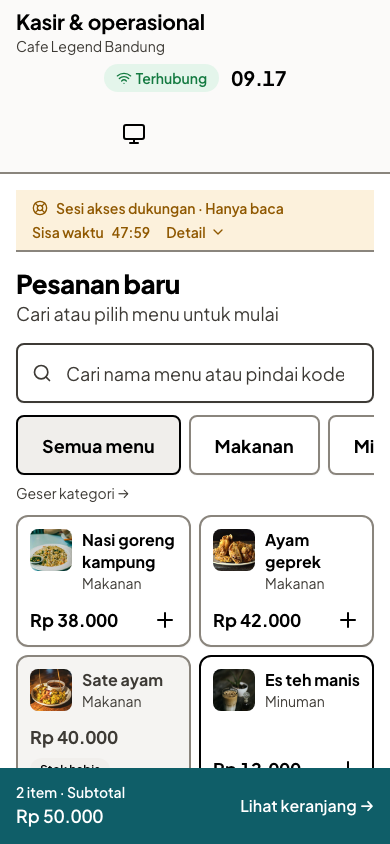 Kasir & operasional
Cafe Legend Bandung
Terhubung 09.17
Sesi akses dukungan · Hanya baca
Sisa waktu 47:59 Detail
Pesanan baru
Cari atau pilih menu untuk mulai
Cari nama menu atau pindai kode
Semua menu Makanan Mi
Geser kategori →
Nasi goreng kampung
Makanan
Rp 38.000 +
Ayam geprek
Makanan
Rp 42.000 +
Sate ayam
Makanan
Rp 40.000
Es teh manis
Minuman
2 item · Subtotal
Rp 50.000
Lihat keranjang →